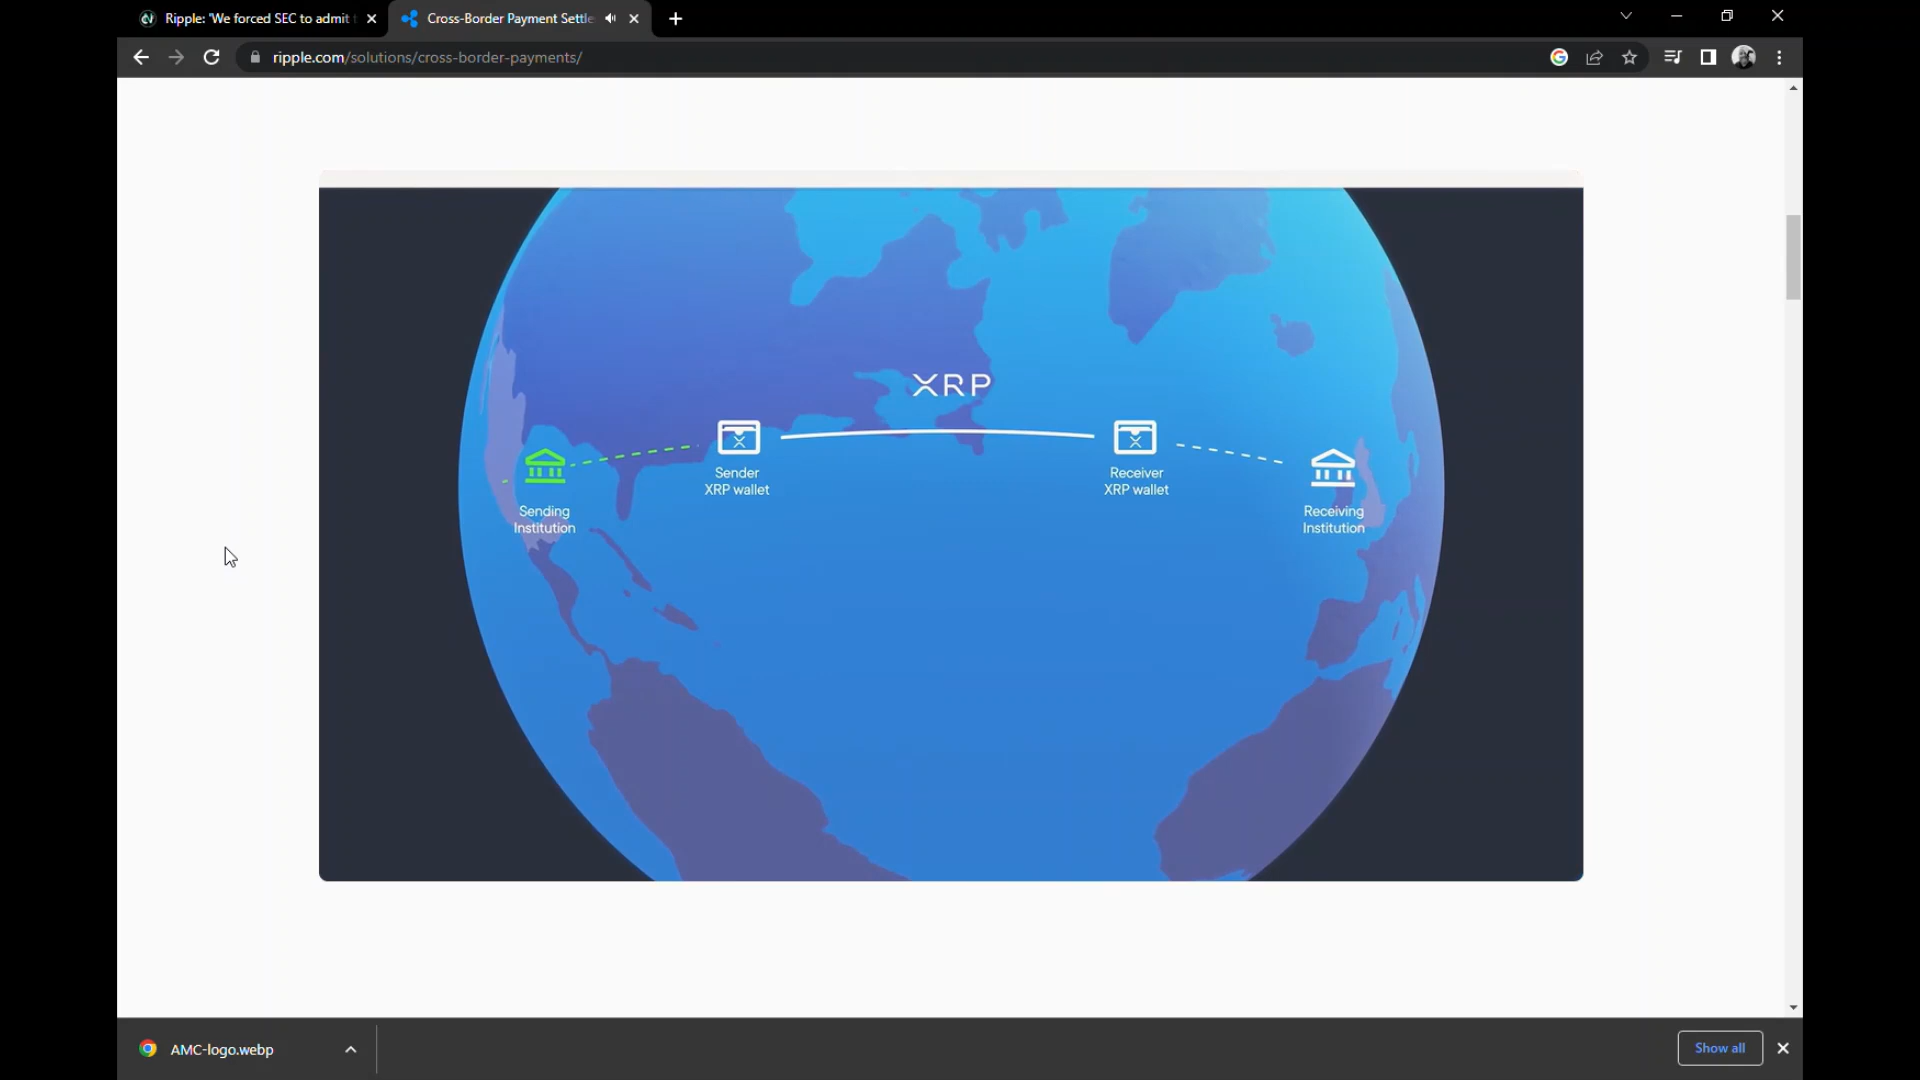 Ripple: 'We forced SEC to admit t
Cross-Border Payment Settle
ripple.com/solutions/cross-border-payments/
XRP
Sender
XRP wallet
Receiver
XRP wallet
Sending
Institution
Receiving
Institution
AMC-logo.webp
Show all